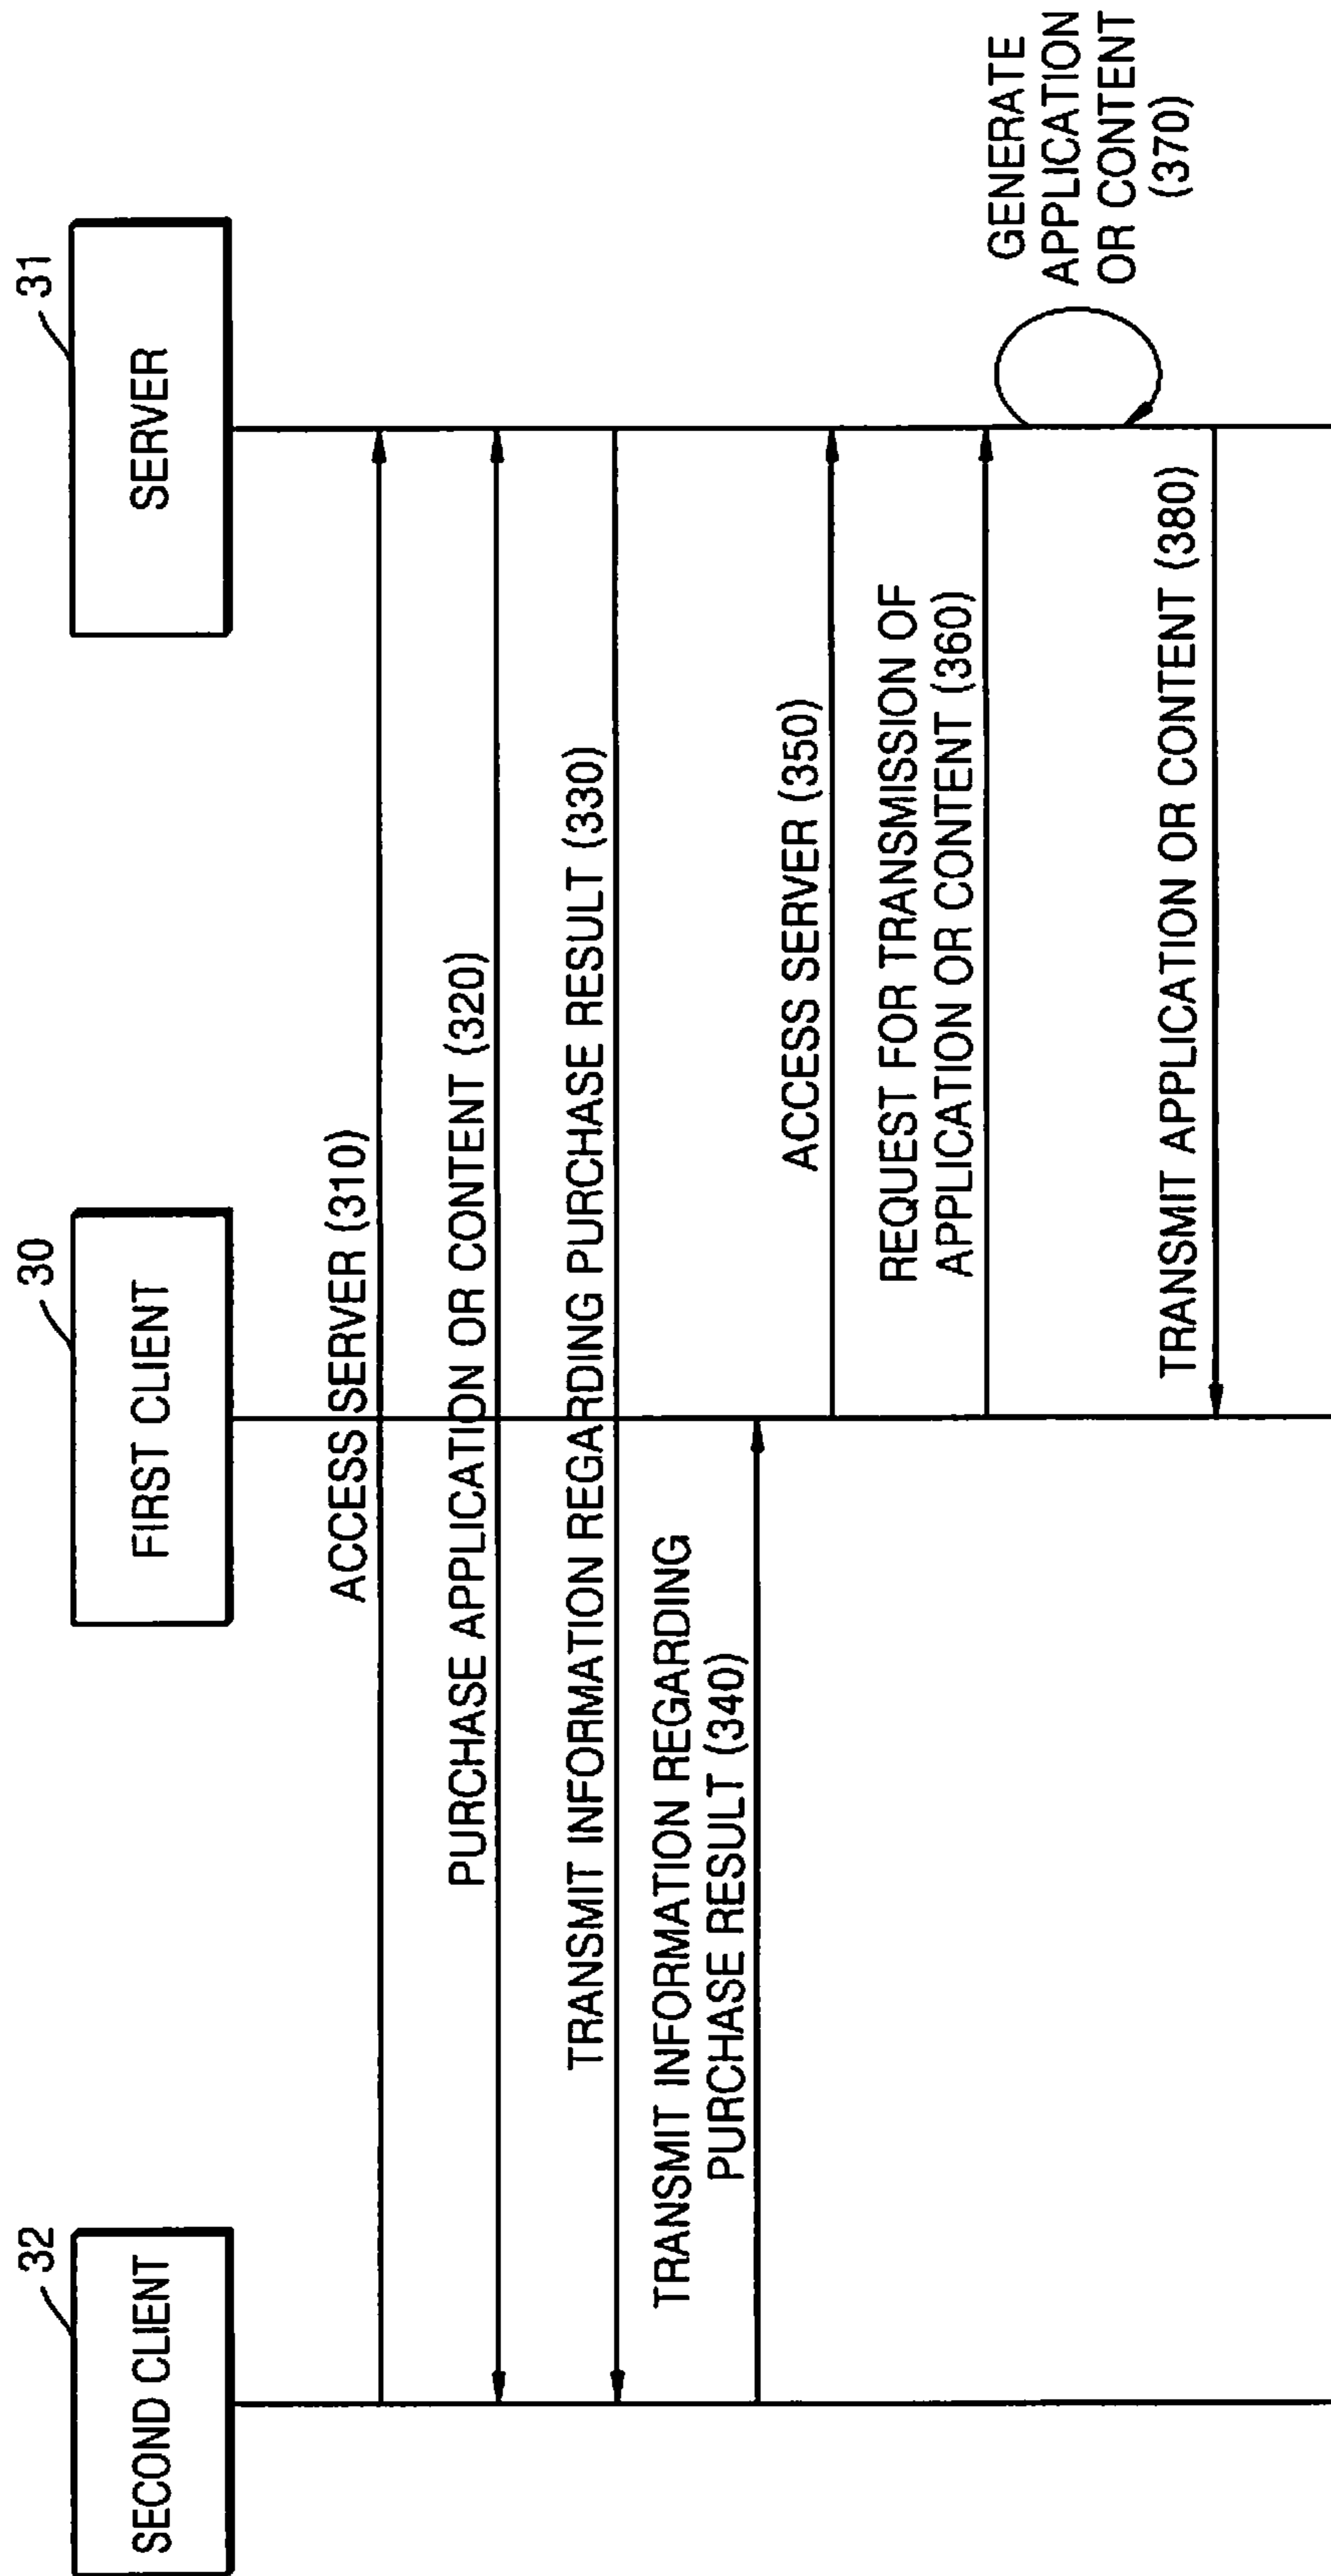 32
SECOND CLIENT
30
FIRST CLIENT
31
SERVER
ACCESS SERVER (310)
PURCHASE APPLICATION OR CONTENT (320)
TRANSMIT INFORMATION REGARDING PURCHASE RESULT (330)
TRANSMIT INFORMATION REGARDING
PURCHASE RESULT (340)
ACCESS SERVER (350)
REQUEST FOR TRANSMISSION OF
APPLICATION OR CONTENT (360)
GENERATE
APPLICATION
OR CONTENT
(370)
TRANSMIT APPLICATION OR CONTENT (380)